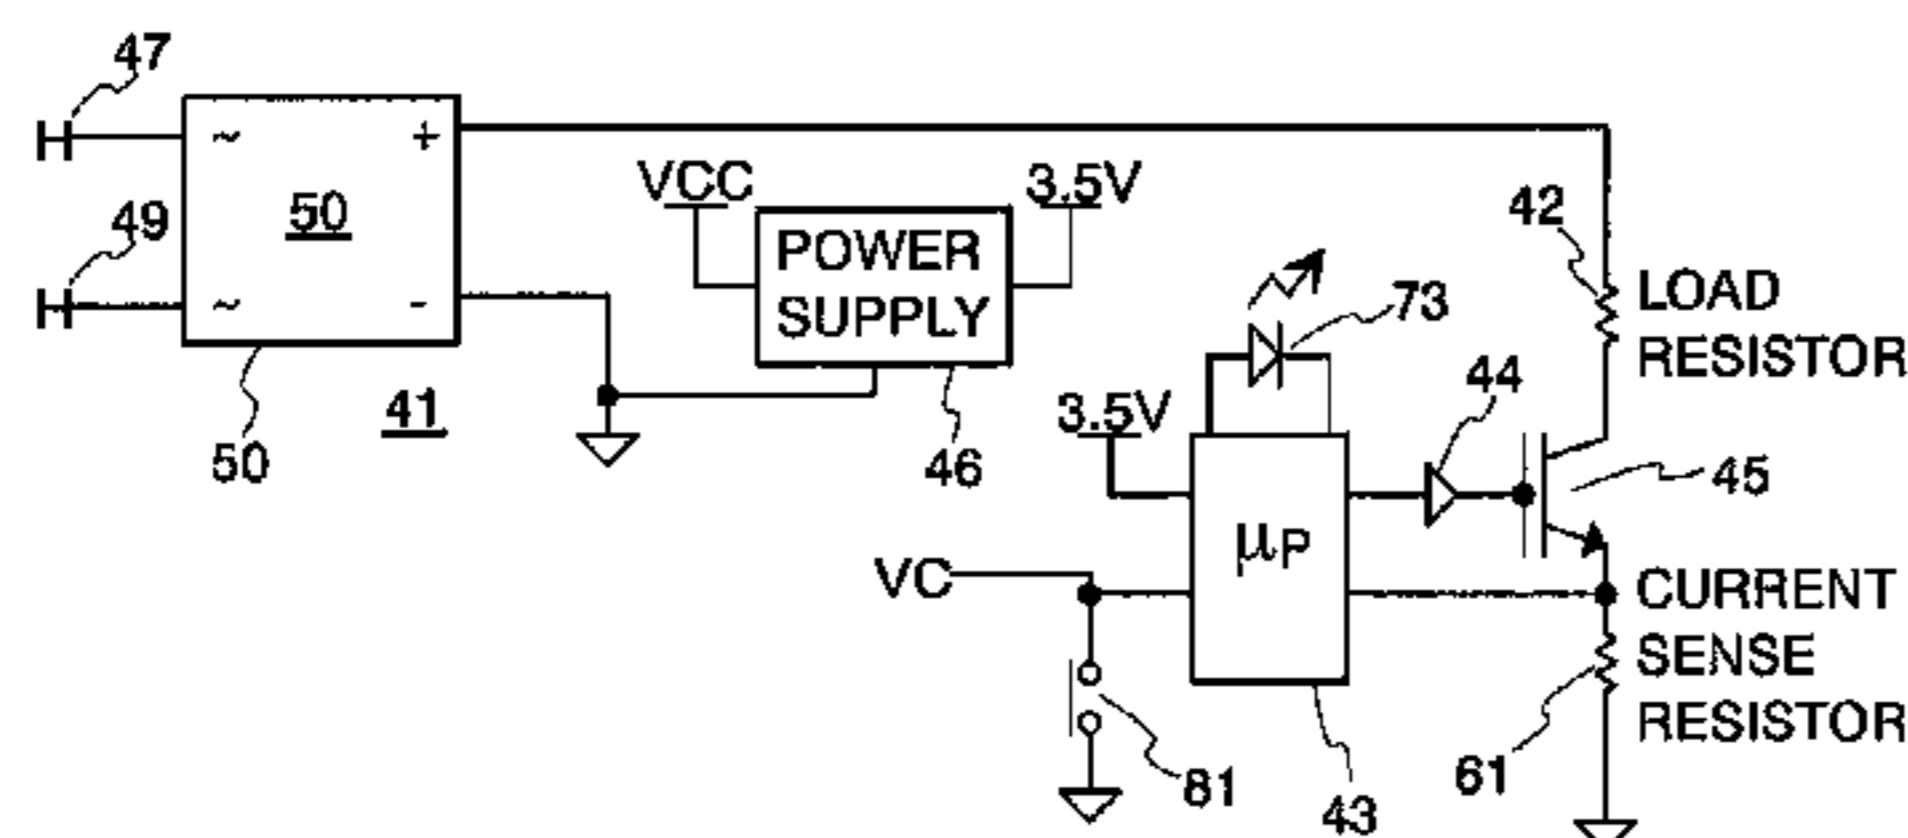 47
49
~ +
50
~ -
50
41
VCC
3.5V
POWER
SUPPLY
46
73
42
LOAD
RESISTOR
44
3.5V
45
μP
VC
CURRENT
SENSE
RESISTOR
81
43
61